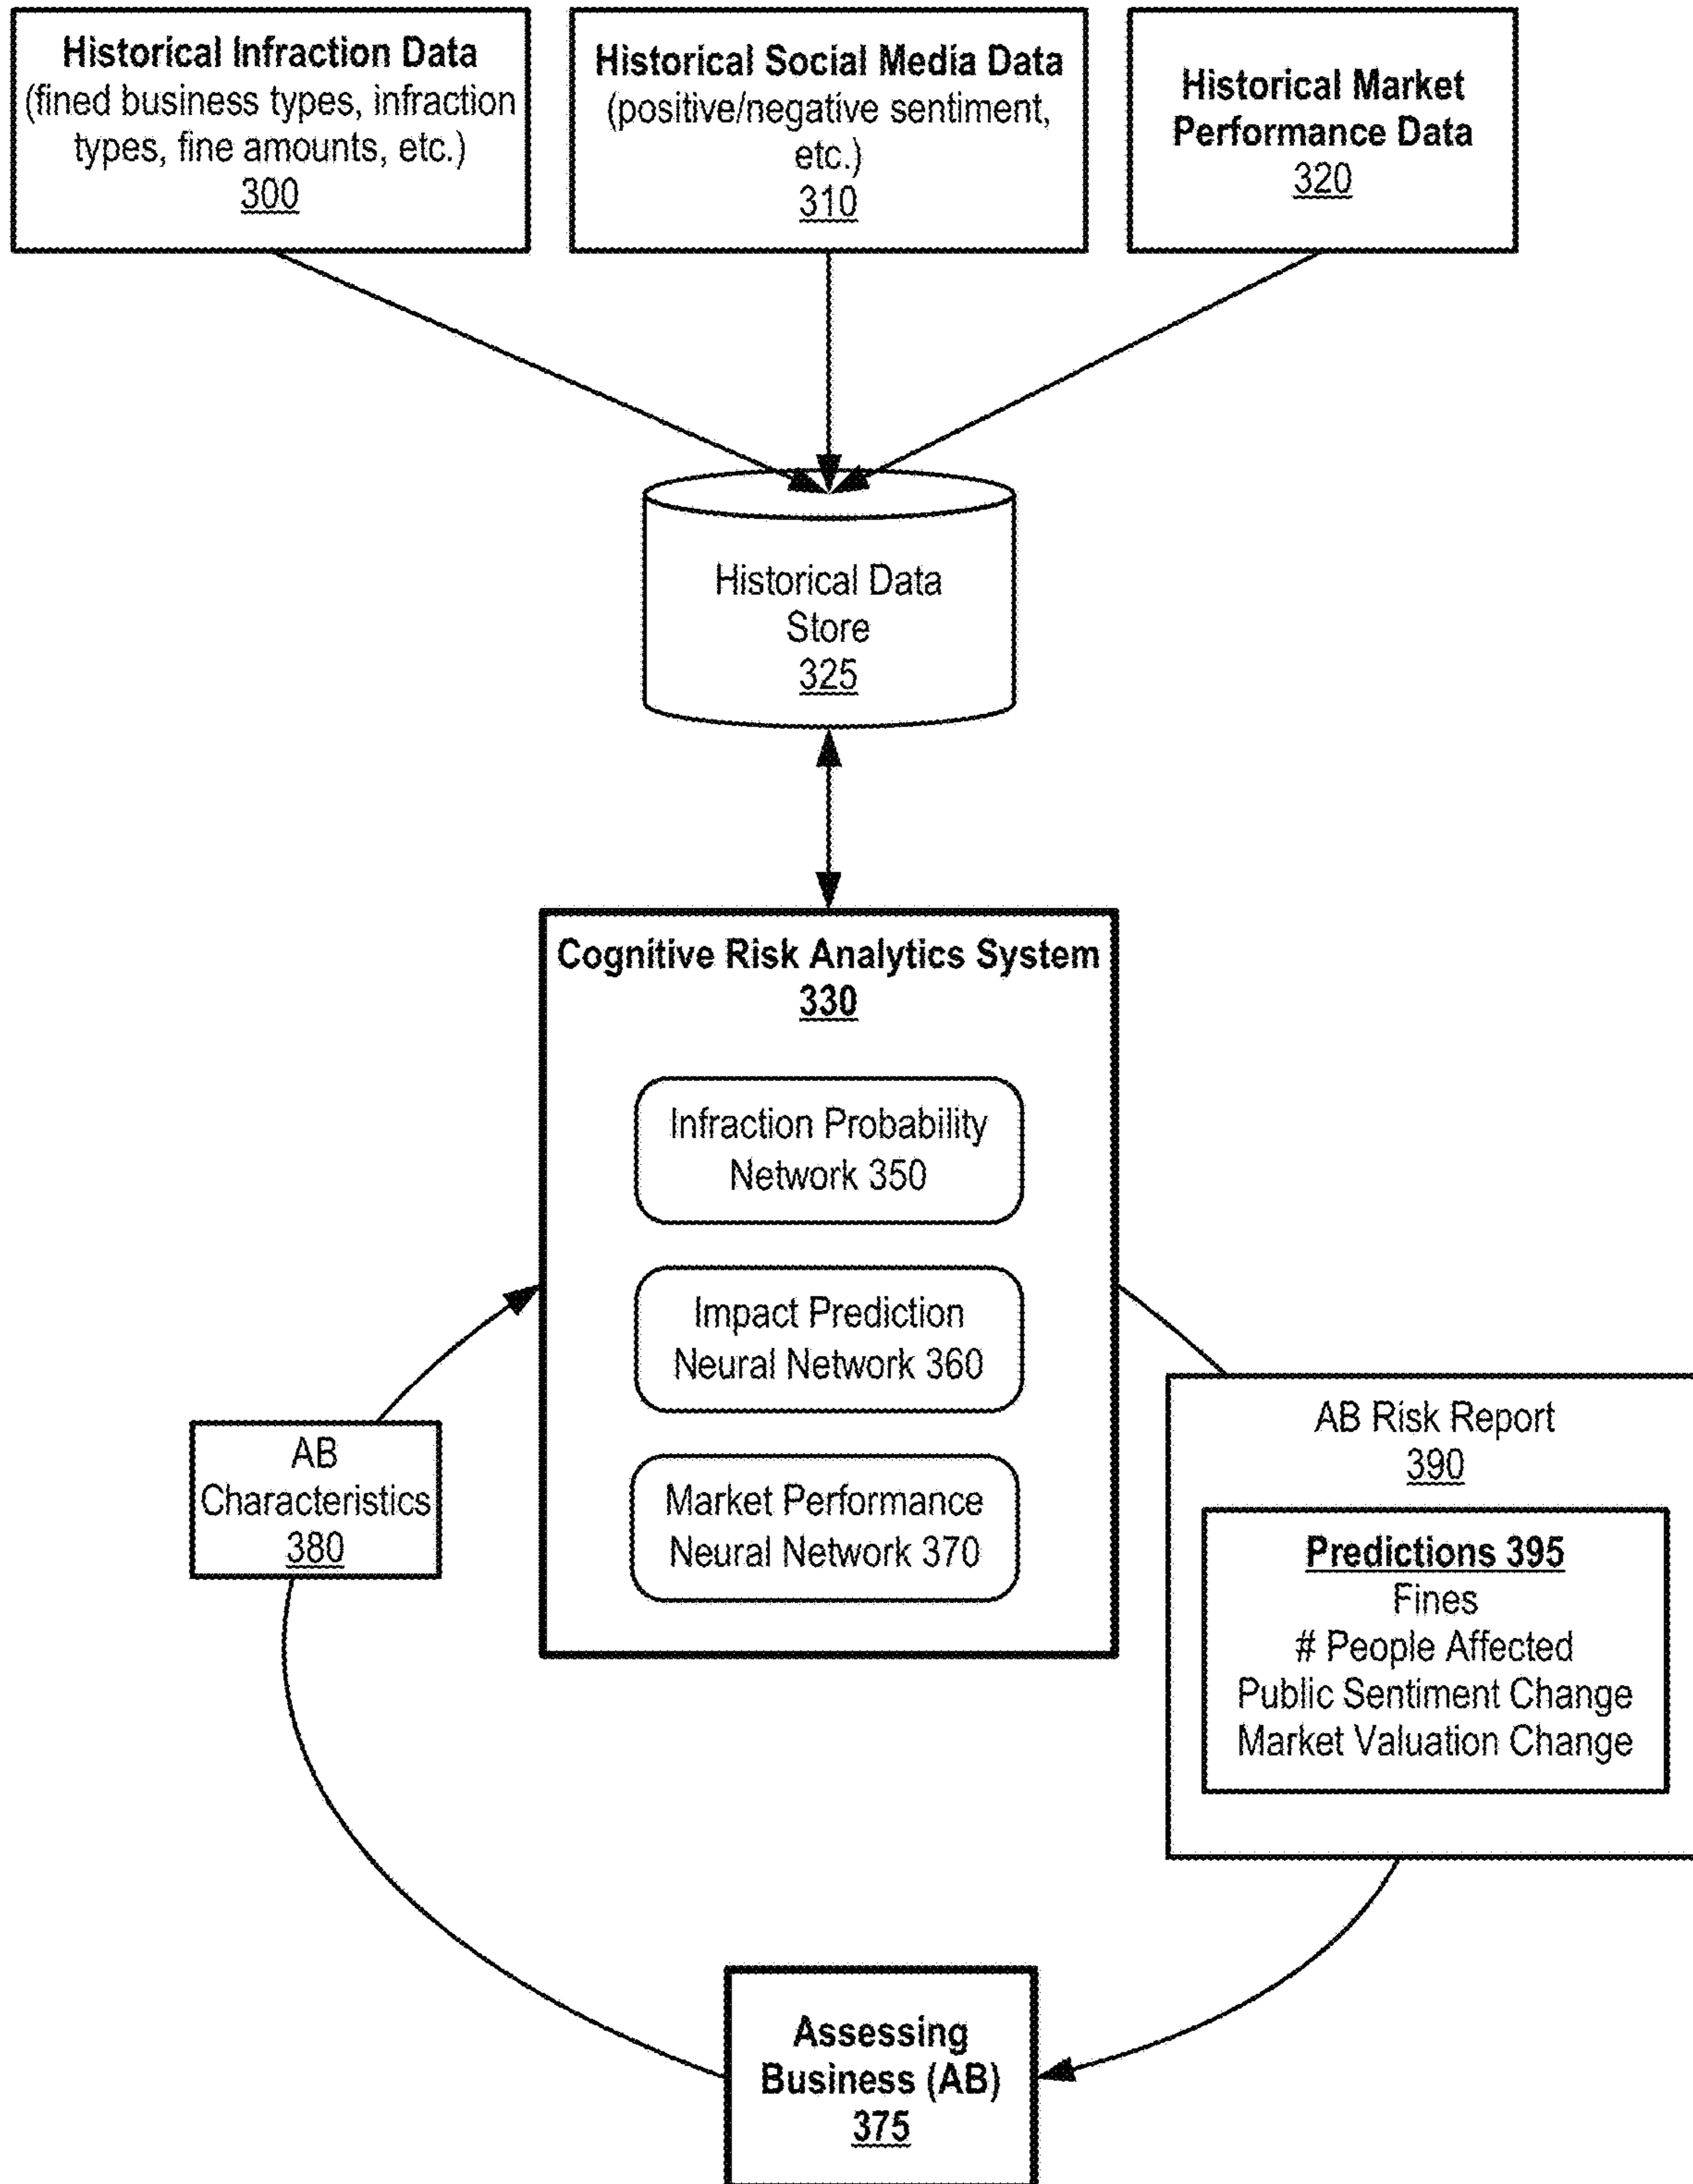 Historical Infraction Data
(fined business types, infraction
types, fine amounts, etc.)
300
Historical Social Media Data
(positive/negative sentiment,
etc.)
310
Historical Market
Performance Data
320
Historical Data
Store
325
Cognitive Risk Analytics System
330
Infraction Probability
Network 350
Impact Prediction
Neural Network 360
Market Performance
Neural Network 370
AB
Characteristics
380
AB Risk Report
390
Predictions 395
Fines
# People Affected
Public Sentiment Change
Market Valuation Change
Assessing
Business (AB)
375